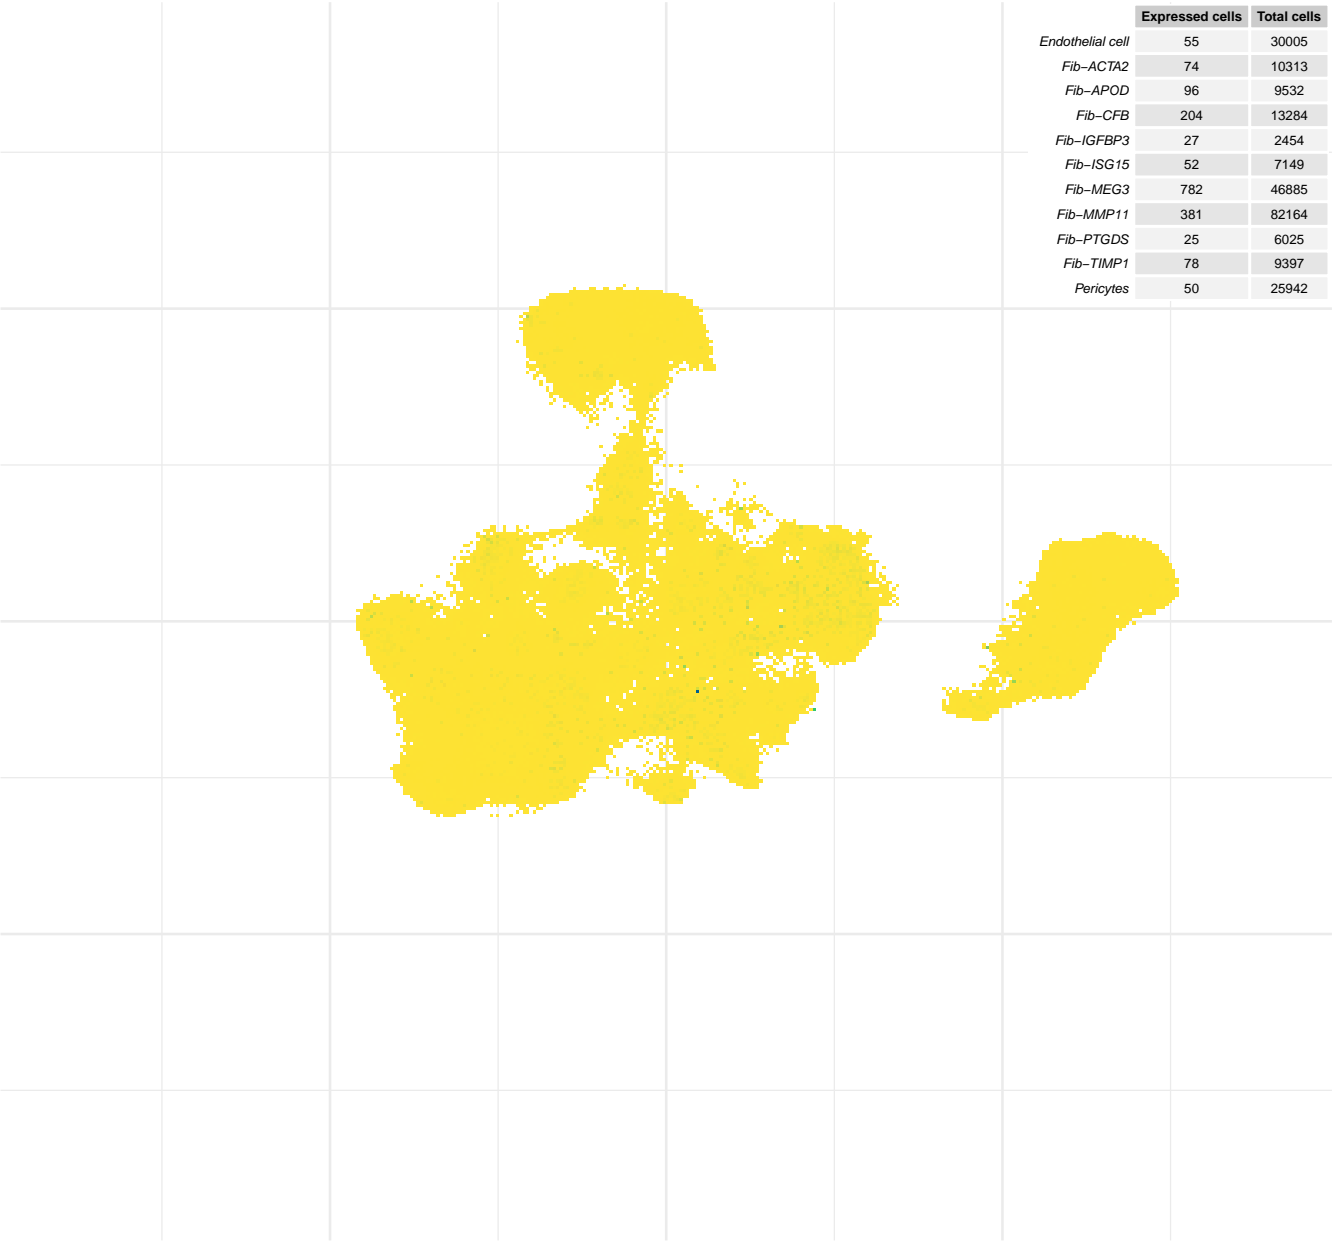 Expressed cells Total cells
Endothelial cell 55 30005
Fib−ACTA2 74 10313
Fib−APOD 96 9532
Fib−CFB 204 13284
Fib−IGFBP3 27 2454
Fib−ISG15 52 7149
Fib−MEG3 782 46885
Fib−MMP11 381 82164
Fib−PTGDS 25 6025
Fib−TIMP1 78 9397
Pericytes 50 25942